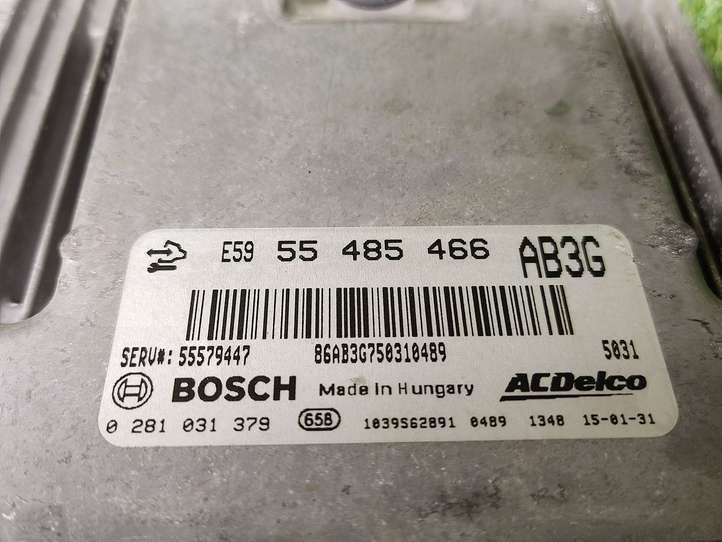 E59 55 485 466 AB3G
SERV#: 55579447 86AB3G750310489 5031
BOSCH Made in Hungary ACDelco
0 281 031 379 658 1039S62891 0489 1348 15-01-31